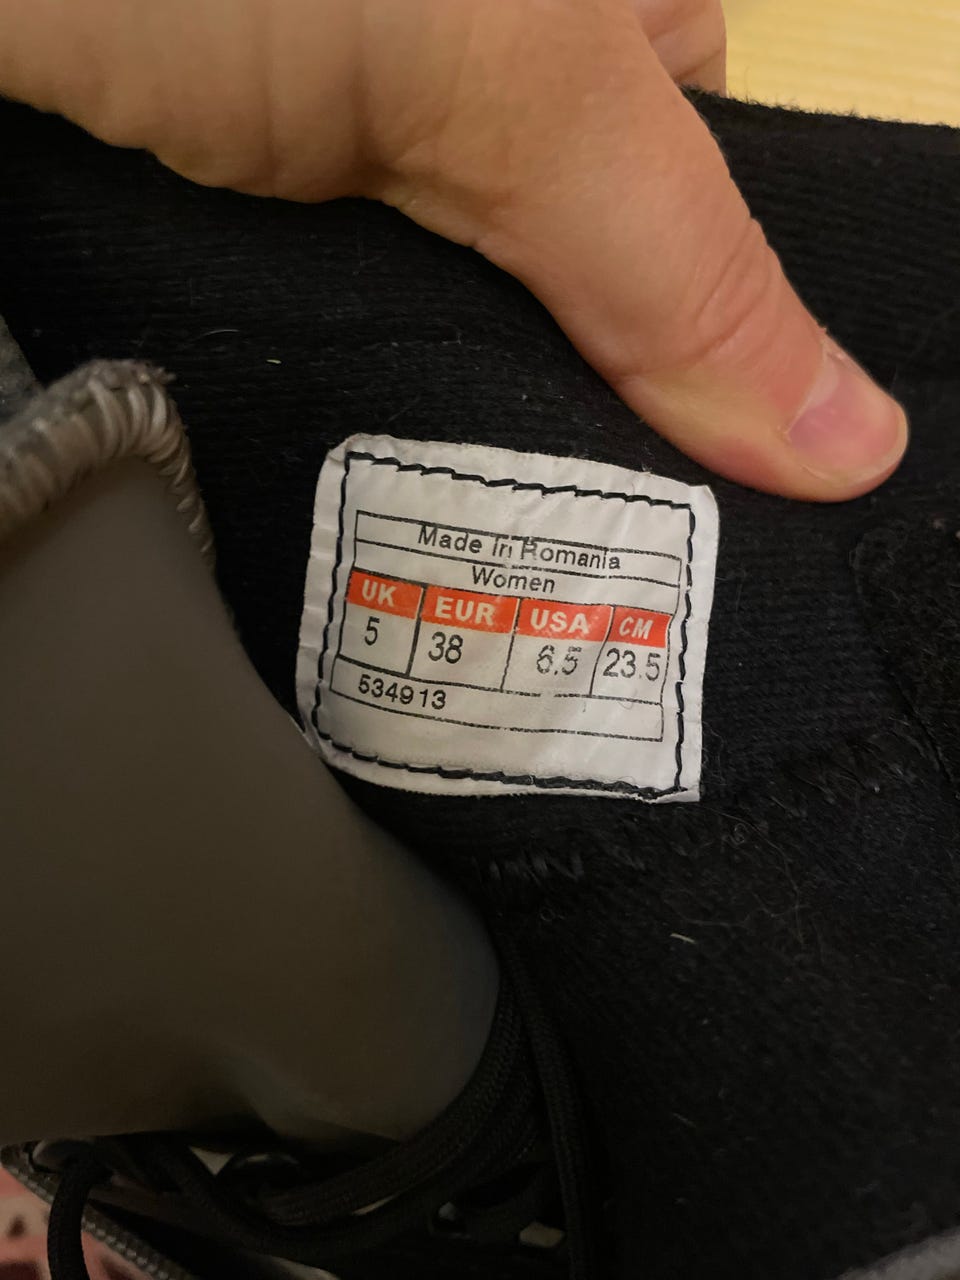 Made In Romania
Women
UK EUR USA CM
5 38 6.5 23.5
534913